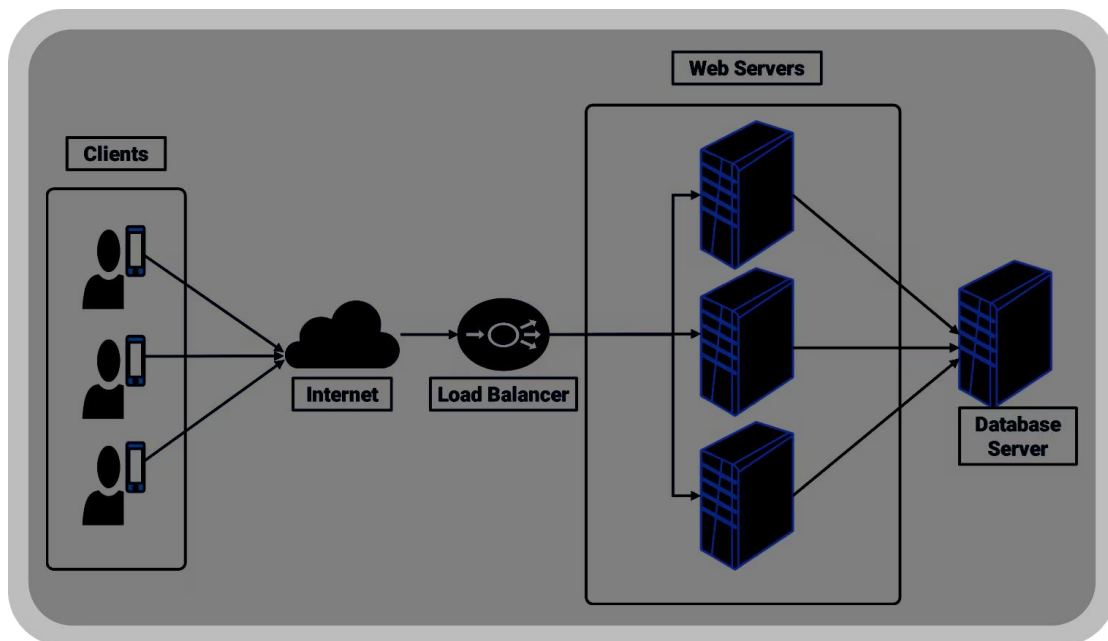 Web Servers
Clients
Internet
Load Balancer
Database
Server